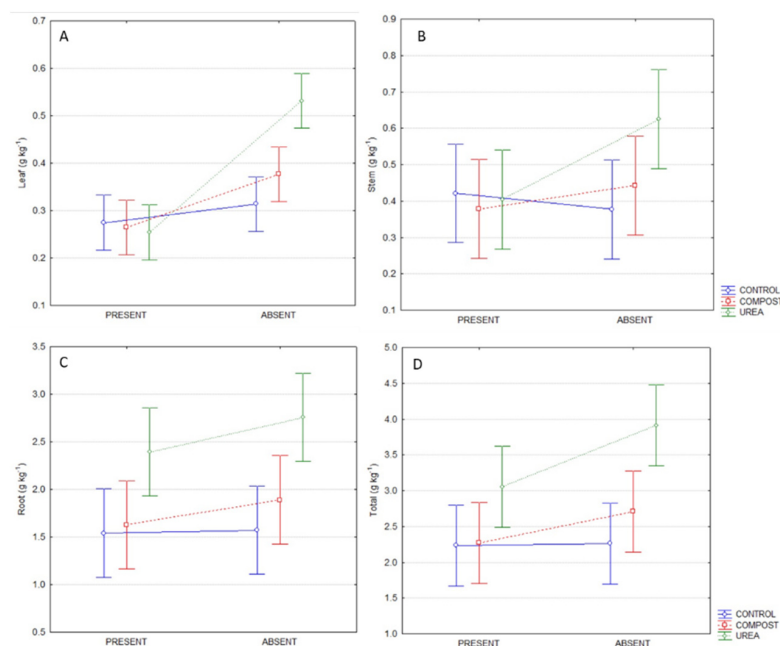 A
Leaf (g kg⁻¹)
0.7
0.6
0.5
0.4
0.3
0.2
0.1
PRESENT ABSENT
B
Stem (g kg⁻¹)
0.9
0.8
0.7
0.6
0.5
0.4
0.3
0.2
0.1
PRESENT ABSENT
CONTROL
COMPOST
UREA
C
Root (g kg⁻¹)
3.5
3.0
2.5
2.0
1.5
1.0
0.5
PRESENT ABSENT
D
Total (g kg⁻¹)
5.0
4.5
4.0
3.5
3.0
2.5
2.0
1.5
1.0
PRESENT ABSENT
CONTROL
COMPOST
UREA